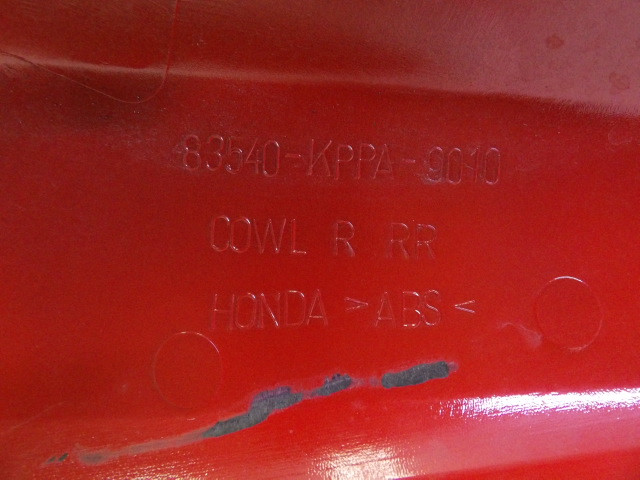 83540-KPPA-9010
COWL R RR
HONDA >ABS<